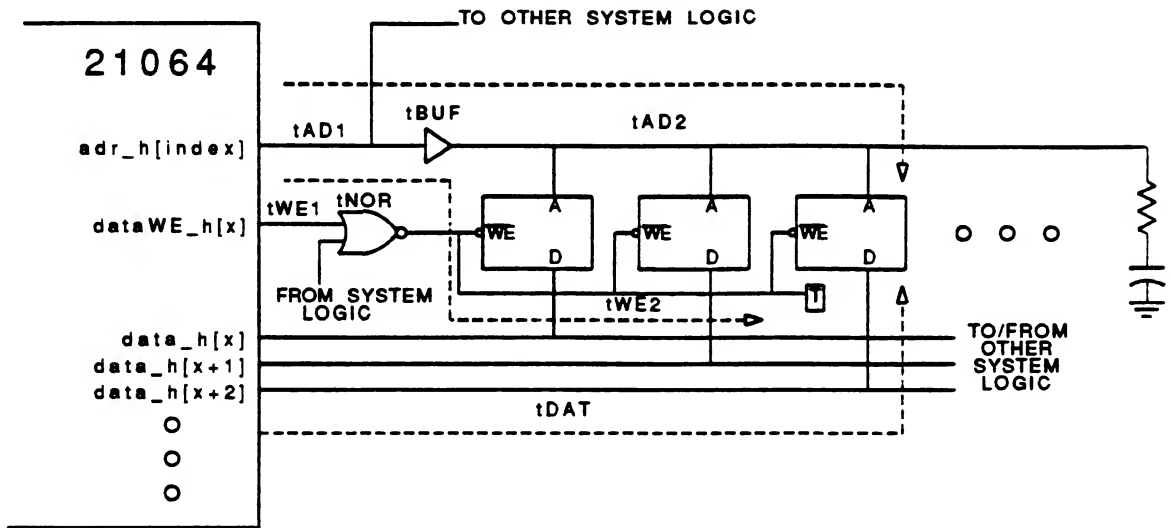 TO OTHER SYSTEM LOGIC
21064
tBUF
tAD1
tAD2
adr_h[index]
tWE1
tNOR
dataWE_h[x]
A
A
A
WE
WE
WE
D
D
D
T
FROM SYSTEM
LOGIC
tWE2
data_h[x]
data_h[x+1]
data_h[x+2]
TO/FROM
OTHER
SYSTEM
LOGIC
tDAT